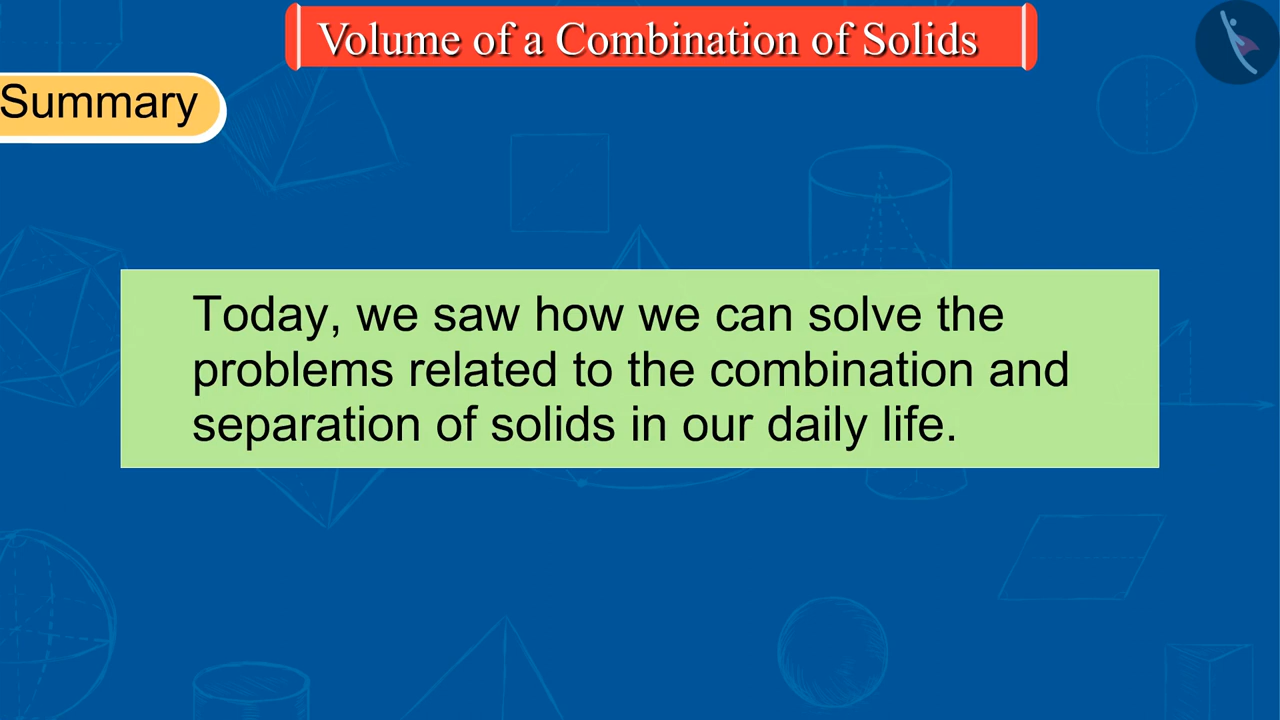 Volume of a Combination of Solids
Summary
Today, we saw how we can solve the
problems related to the combination and
separation of solids in our daily life.